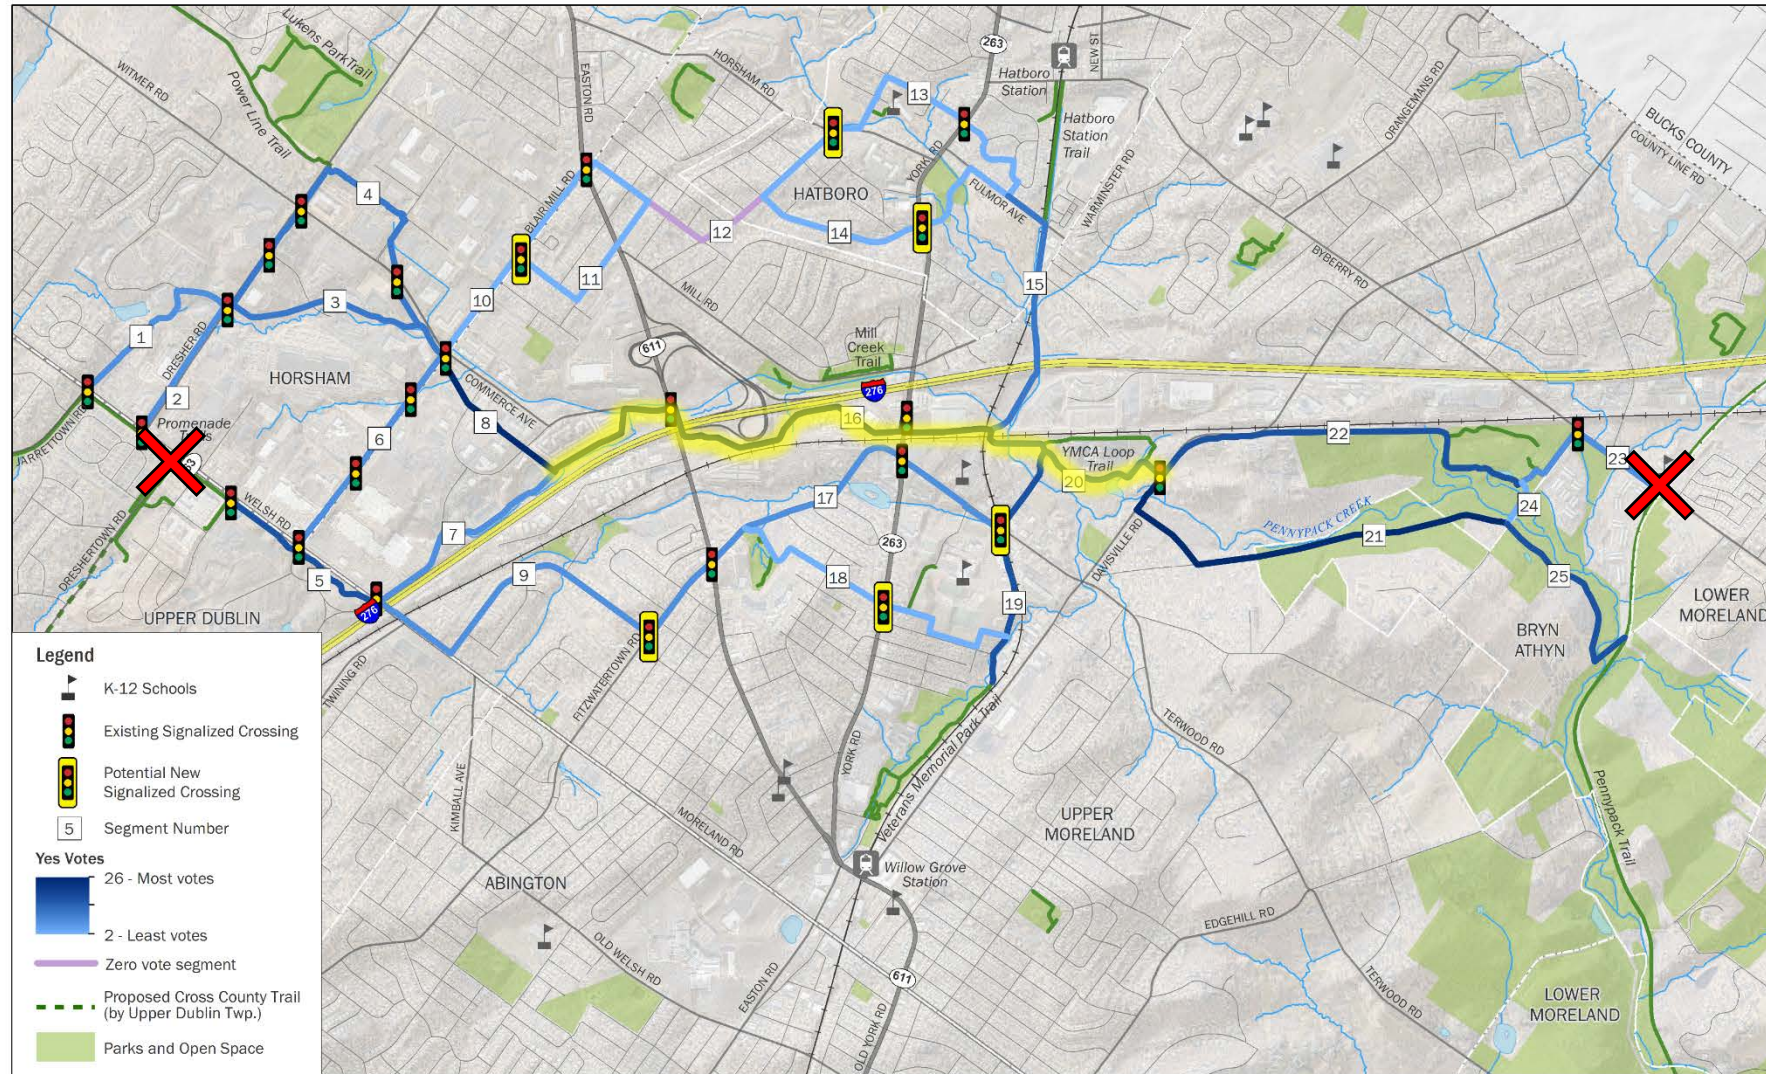 Lukens Park Trail
WITMER RD
Power Line Trail
EASTON RD
HORSHAM RD
263
Hatboro
Station
NEW ST
Hatboro
Station
Trail
ORANGEMANS RD
BUCKS COUNTY
COUNTY LINE RD
13
4
BLAIR MILL RD
HATBORO
YORK RD
FULMOR AVE
WARMINSTER RD
12
14
BYBERRY RD
11
10
15
3
1
MILL RD
DRESHER RD
HORSHAM
611
Mill
Creek
Trail
276
COMMERCE AVE
2
Promenade
JARRETTOWN RD
8
6
16
YMCA Loop
Trail
20
22
23
63
WELSH RD
17
24
PENNYPACK CREEK
DRESHERTOWN RD
7
263
DAVISVILLE RD
21
5
9
18
19
25
276
UPPER DUBLIN
LOWER
MORELAND
BRYN
ATHYN
TWINING RD
FITZWATERTOWN RD
Veterans Memorial Park Trail
TERWOOD RD
YORK RD
KIMBALL AVE
MORELAND RD
UPPER
MORELAND
Pennypack Trail
Willow Grove
Station
ABINGTON
EDGEHILL RD
OLD WELSH RD
EASTON RD
611
OLD YORK RD
TERWOOD RD
LOWER
MORELAND
Legend
K-12 Schools
Existing Signalized Crossing
Potential New
Signalized Crossing
5 Segment Number
Yes Votes
26 - Most votes
2 - Least votes
Zero vote segment
Proposed Cross County Trail
(by Upper Dublin Twp.)
Parks and Open Space